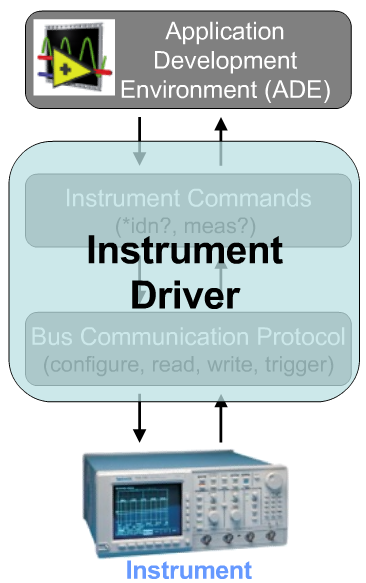 Application
Development
Environment (ADE)
Instrument Commands
(*idn?, meas?)
Instrument
Driver
Bus Communication Protocol
(configure, read, write, trigger)
Instrument